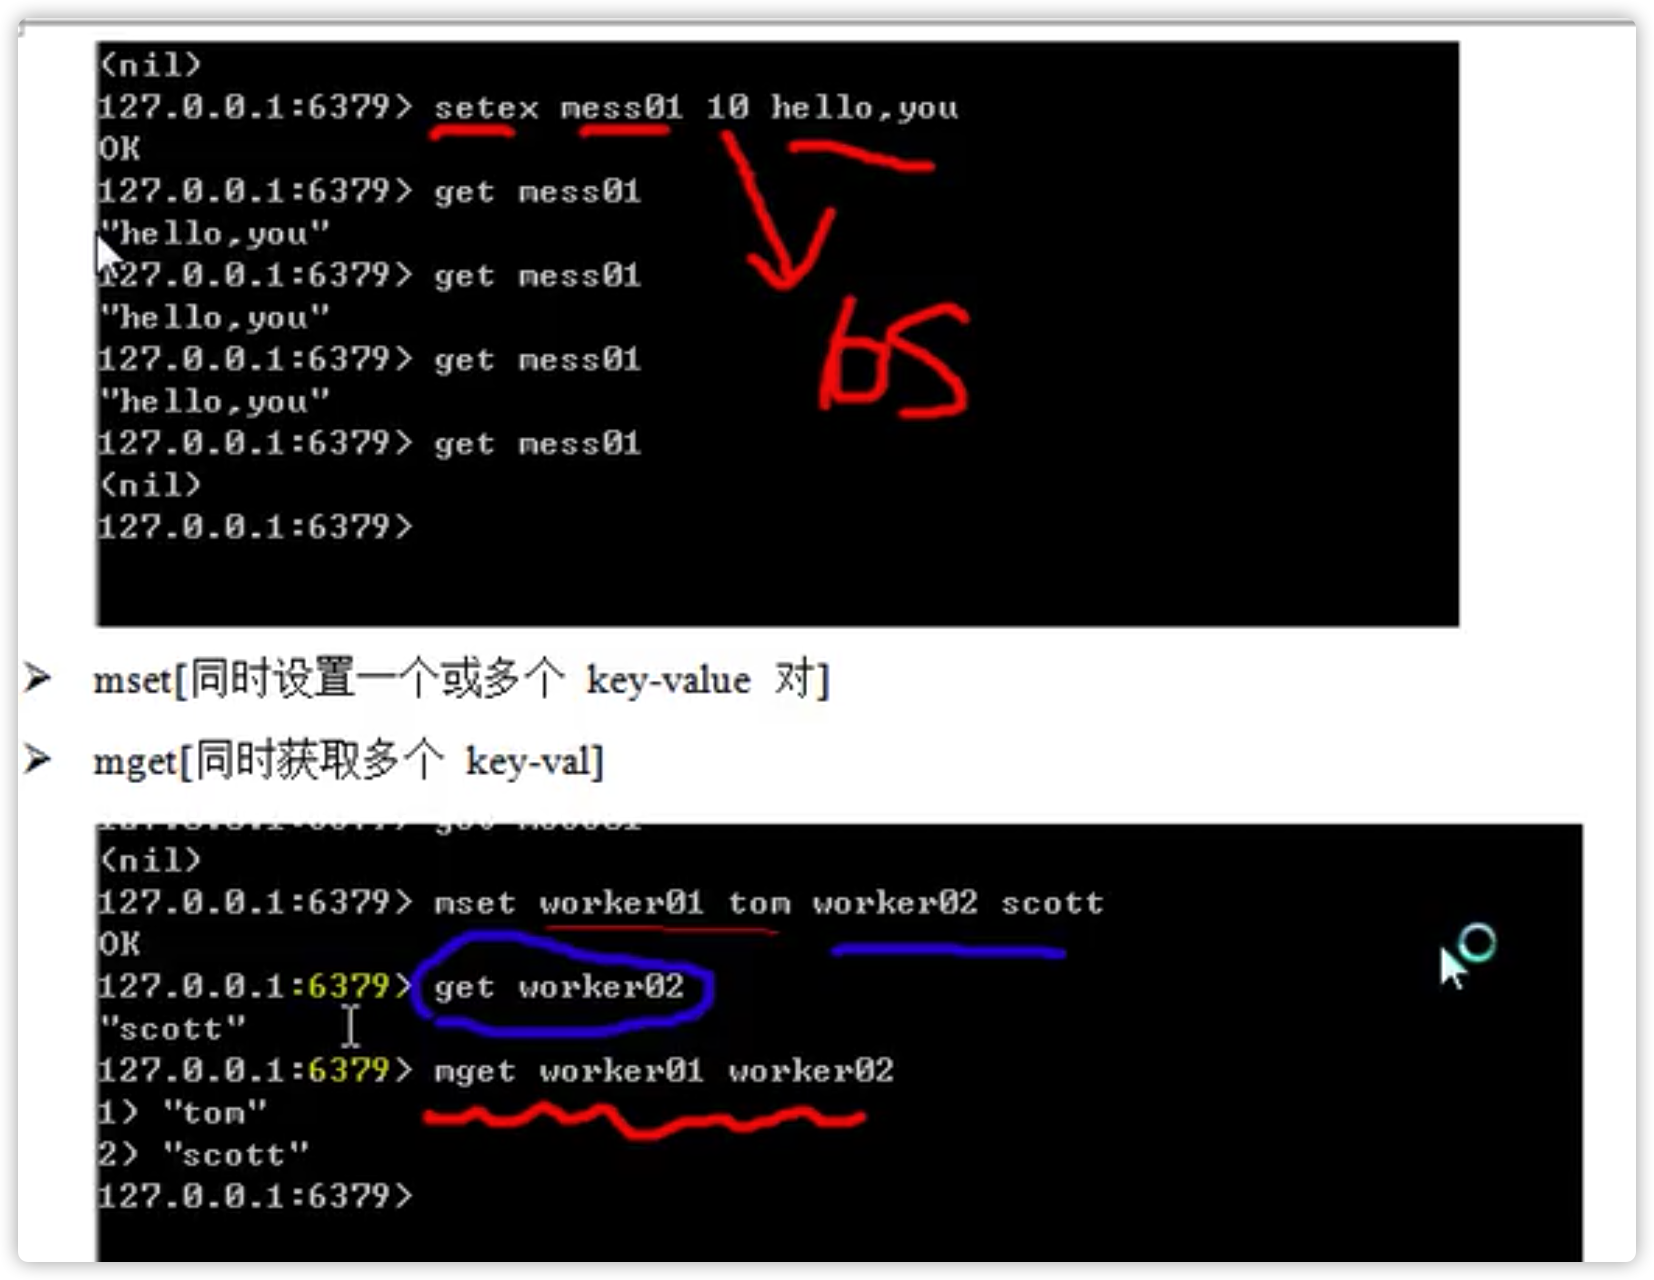 (nil)
127.0.0.1:6379> setex mess01 10 hello,you
OK
127.0.0.1:6379> get mess01
"hello,you"
127.0.0.1:6379> get mess01
"hello,you"
127.0.0.1:6379> get mess01
"hello,you"
127.0.0.1:6379> get mess01
(nil)
127.0.0.1:6379>
➢ mset[同时设置一个或多个 key-value 对]
➢ mget[同时获取多个 key-val]
(nil)
127.0.0.1:6379> mset worker01 tom worker02 scott
OK
127.0.0.1:6379> get worker02
"scott"
127.0.0.1:6379> mget worker01 worker02
1) "tom"
2) "scott"
127.0.0.1:6379>